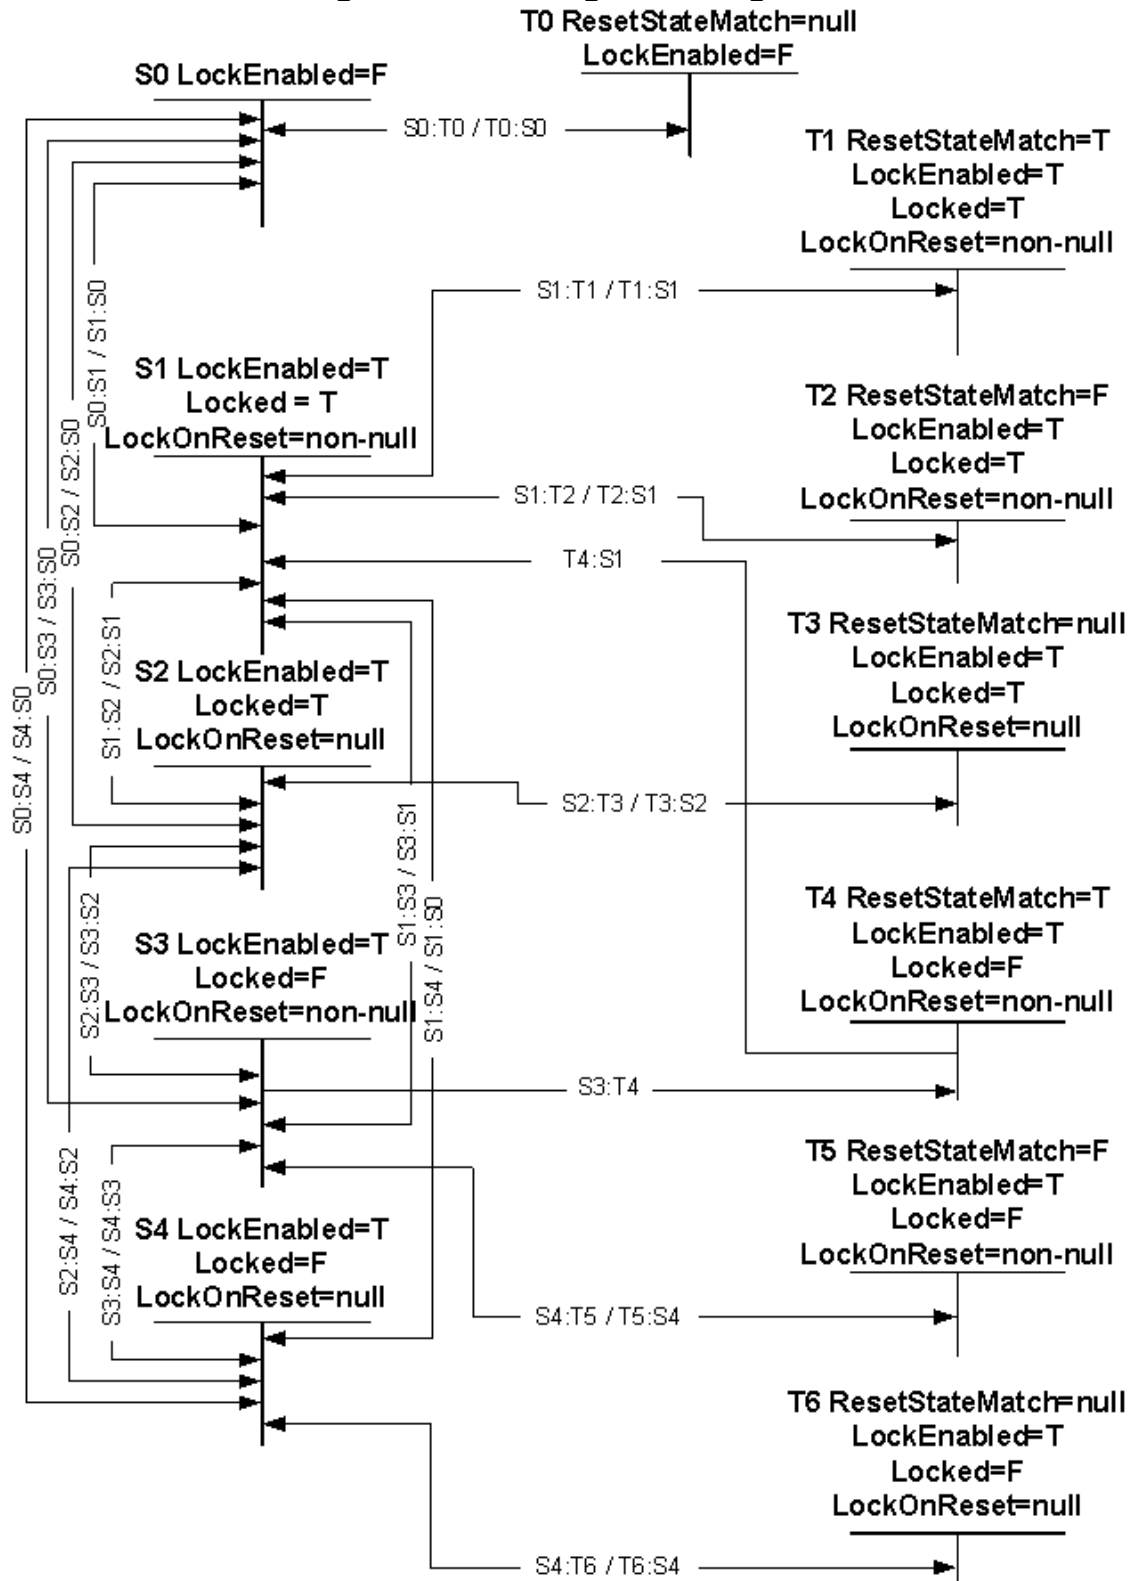 T0 ResetStateMatch=null
LockEnabled=F
S0 LockEnabled=F
S0:T0 / T0:S0
T1 ResetStateMatch=T
LockEnabled=T
Locked=T
LockOnReset=non-null
S1:T1 / T1:S1
S0:S1 / S1:S0
S1 LockEnabled=T
Locked = T
LockOnReset=non-null
T2 ResetStateMatch=F
LockEnabled=T
Locked=T
LockOnReset=non-null
S1:T2 / T2:S1
S0:S2 / S2:S0
T4:S1
S0:S3 / S3:S0
S1:S2 / S2:S1
S0:S4 / S4:S0
T3 ResetStateMatch=null
LockEnabled=T
Locked=T
LockOnReset=null
S2 LockEnabled=T
Locked=T
LockOnReset=null
S2:T3 / T3:S2
S1:S3 / S3:S1
S1:S4 / S1:S0
S2:S3 / S3:S2
T4 ResetStateMatch=T
LockEnabled=T
Locked=F
LockOnReset=non-null
S3 LockEnabled=T
Locked=F
LockOnReset=non-null
S3:T4
S2:S4 / S4:S2
S3:S4 / S4:S3
T5 ResetStateMatch=F
LockEnabled=T
Locked=F
LockOnReset=non-null
S4 LockEnabled=T
Locked=F
LockOnReset=null
S4:T5 / T5:S4
T6 ResetStateMatch=null
LockEnabled=T
Locked=F
LockOnReset=null
S4:T6 / T6:S4